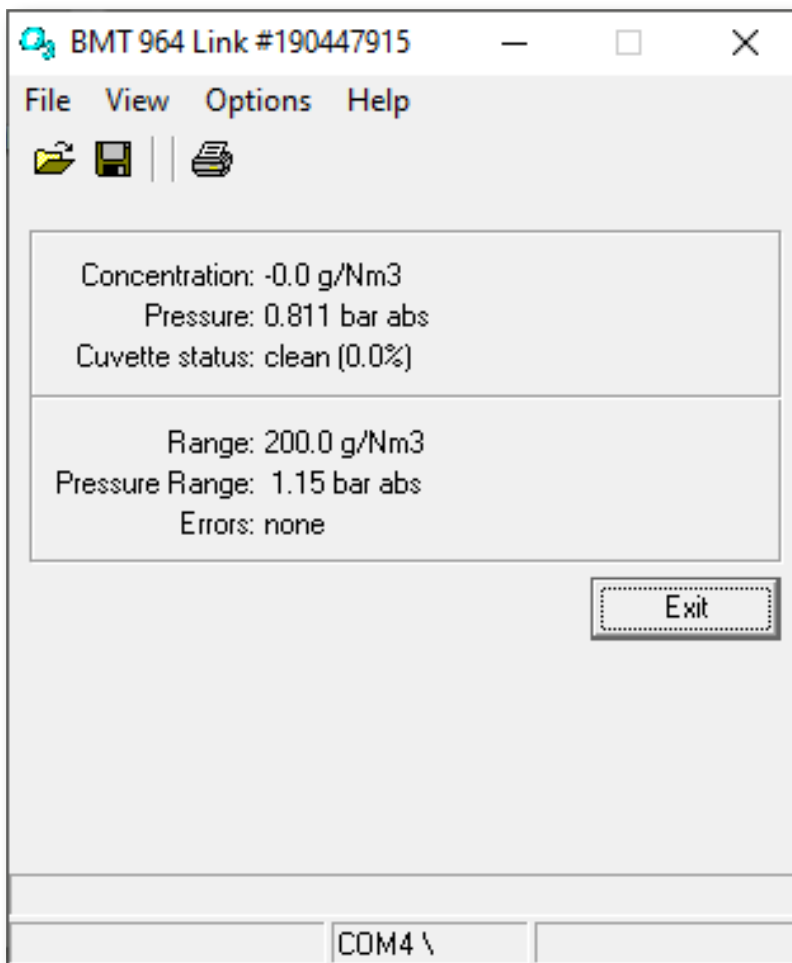 BMT 964 Link #190447915
File View Options Help
Concentration: -0.0 g/Nm3
Pressure: 0.811 bar abs
Cuvette status: clean (0.0%)
Range: 200.0 g/Nm3
Pressure Range: 1.15 bar abs
Errors: none
Exit
COM4 \